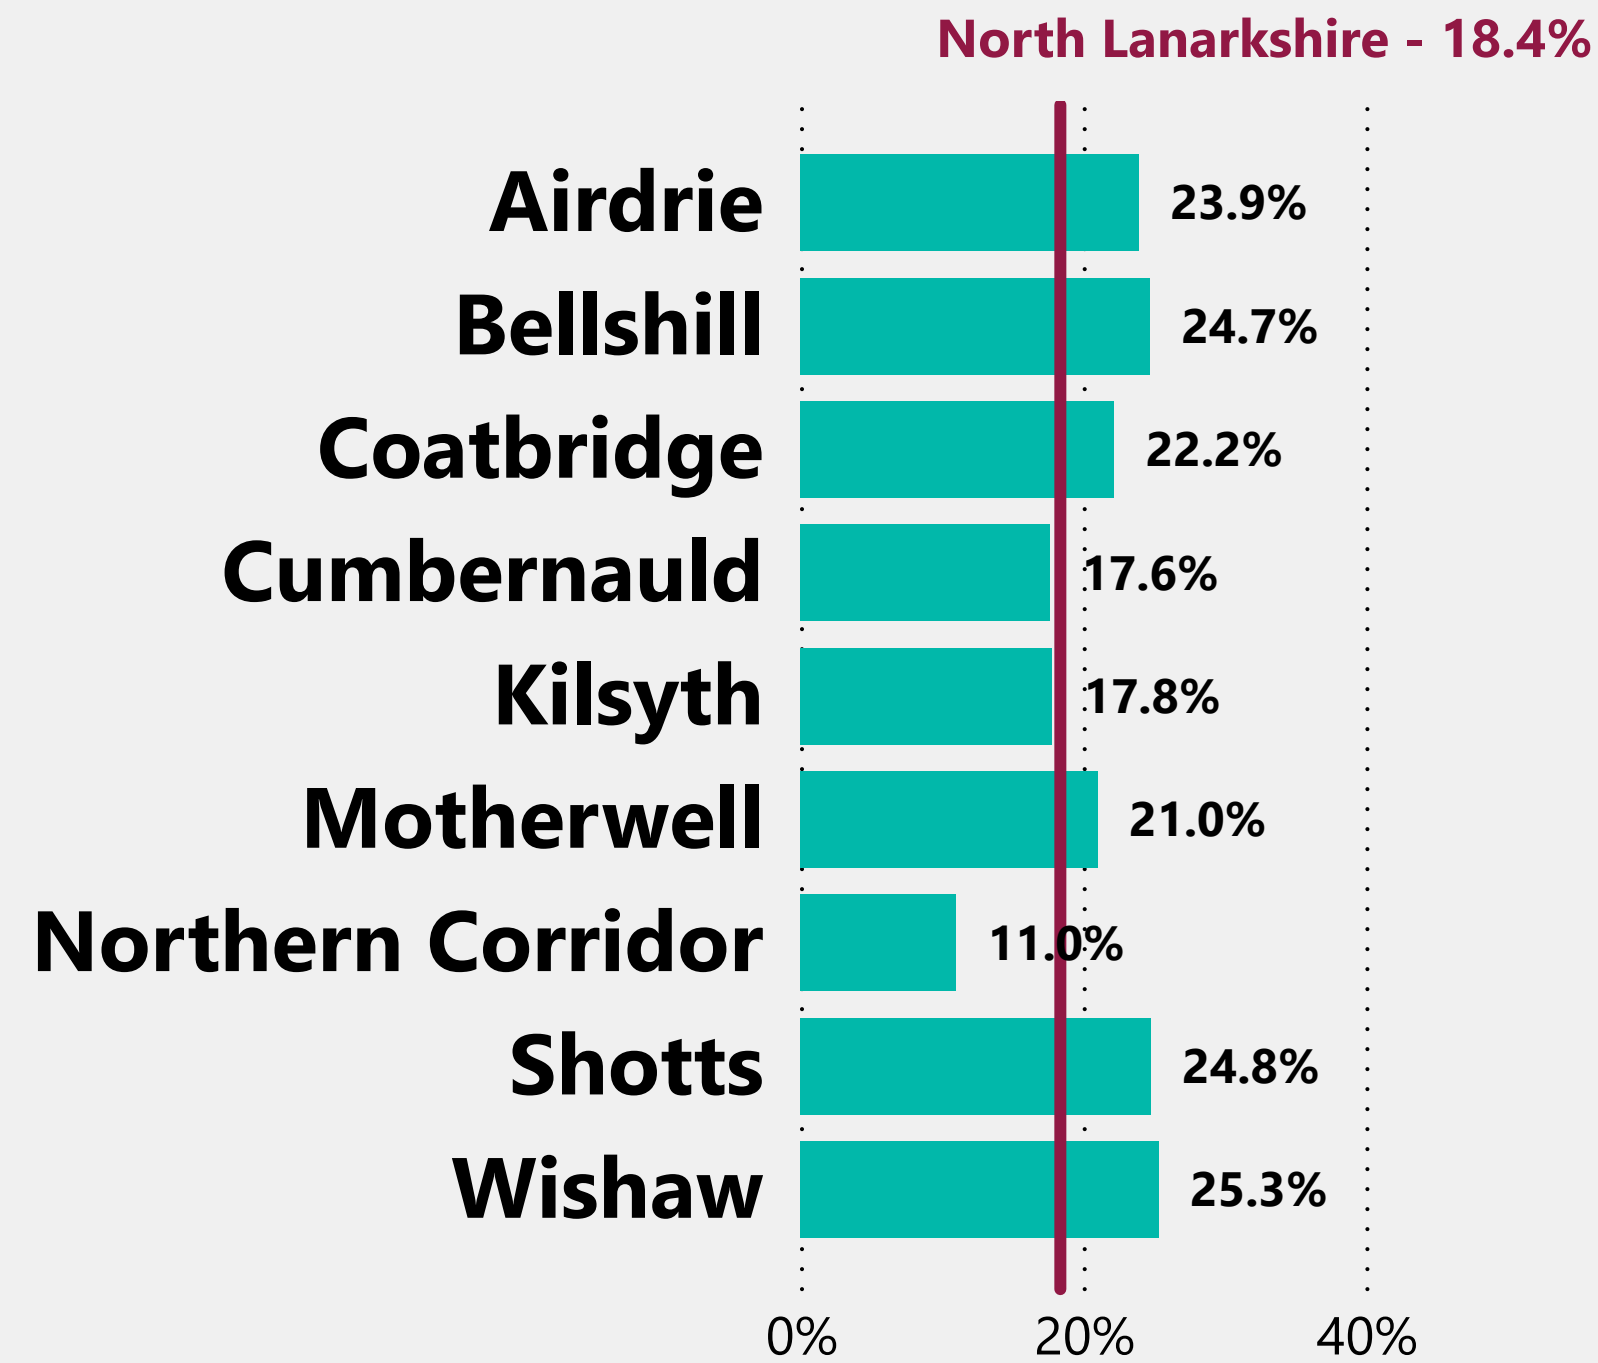 North Lanarkshire - 18.4%
Airdrie 23.9%
Bellshill 24.7%
Coatbridge 22.2%
Cumbernauld 17.6%
Kilsyth 17.8%
Motherwell 21.0%
Northern Corridor 11.0%
Shotts 24.8%
Wishaw 25.3%
0% 20% 40%